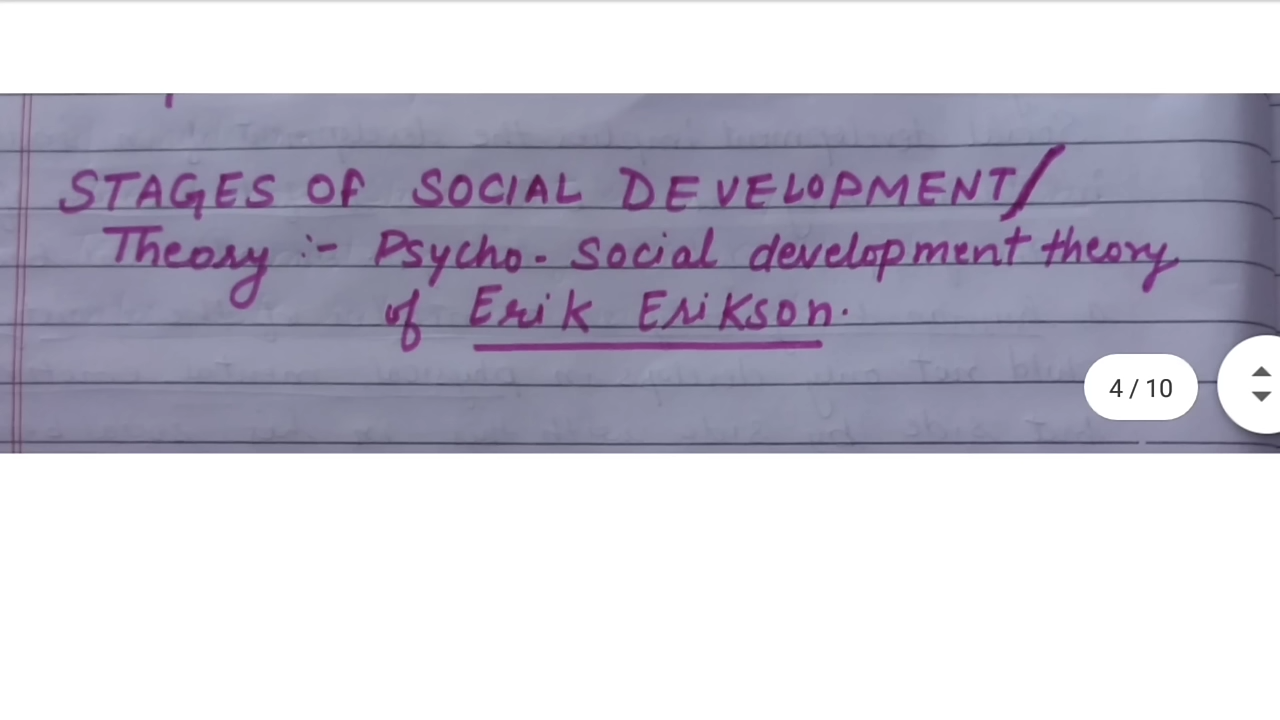 STAGES OF SOCIAL DEVELOPMENT/
Theory :- Psycho-Social development theory
of Erik Erikson.
4 / 10